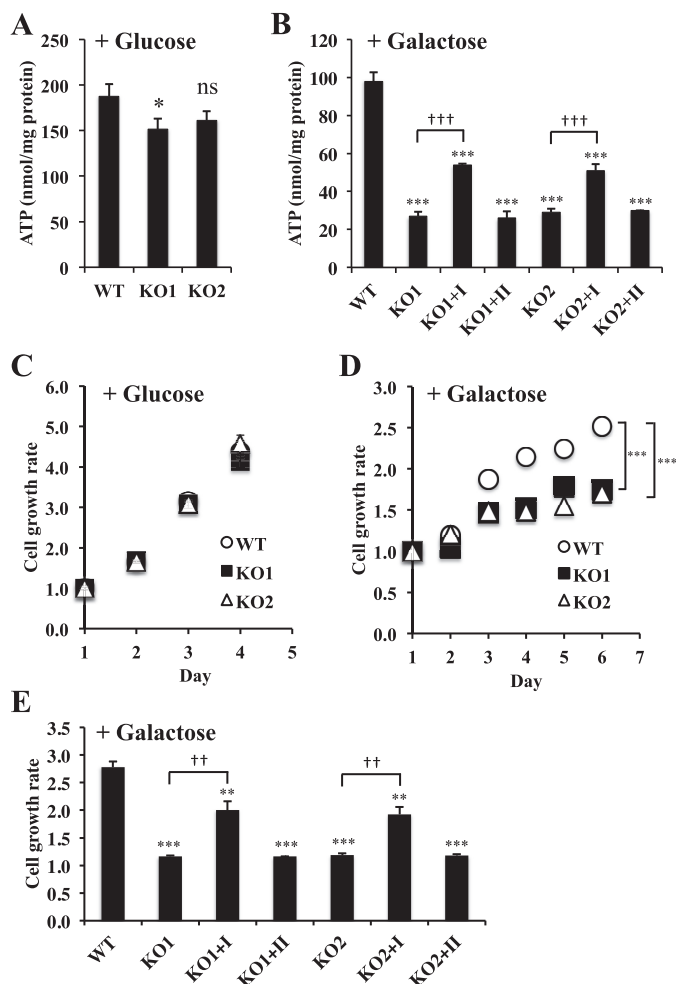 A
+ Glucose
ATP (nmol/mg protein)
250
200
150
100
50
0
*
ns
WT KO1 KO2
B
+ Galactose
ATP (nmol/mg protein)
120
100
80
60
40
20
0
†††
†††
*** *** *** *** *** ***
WT KO1 KO1+I KO1+II KO2 KO2+I KO2+II
C
+ Glucose
Cell growth rate
6.0
5.0
4.0
3.0
2.0
1.0
0.0
WT
KO1
KO2
1 2 3 4 5
Day
D
+ Galactose
Cell growth rate
3.0
2.5
2.0
1.5
1.0
0.5
0.0
***
***
WT
KO1
KO2
1 2 3 4 5 6 7
Day
E
+ Galactose
Cell growth rate
3.5
3.0
2.5
2.0
1.5
1.0
0.5
0.0
††
††
*** ** *** *** ** ***
WT KO1 KO1+I KO1+II KO2 KO2+I KO2+II